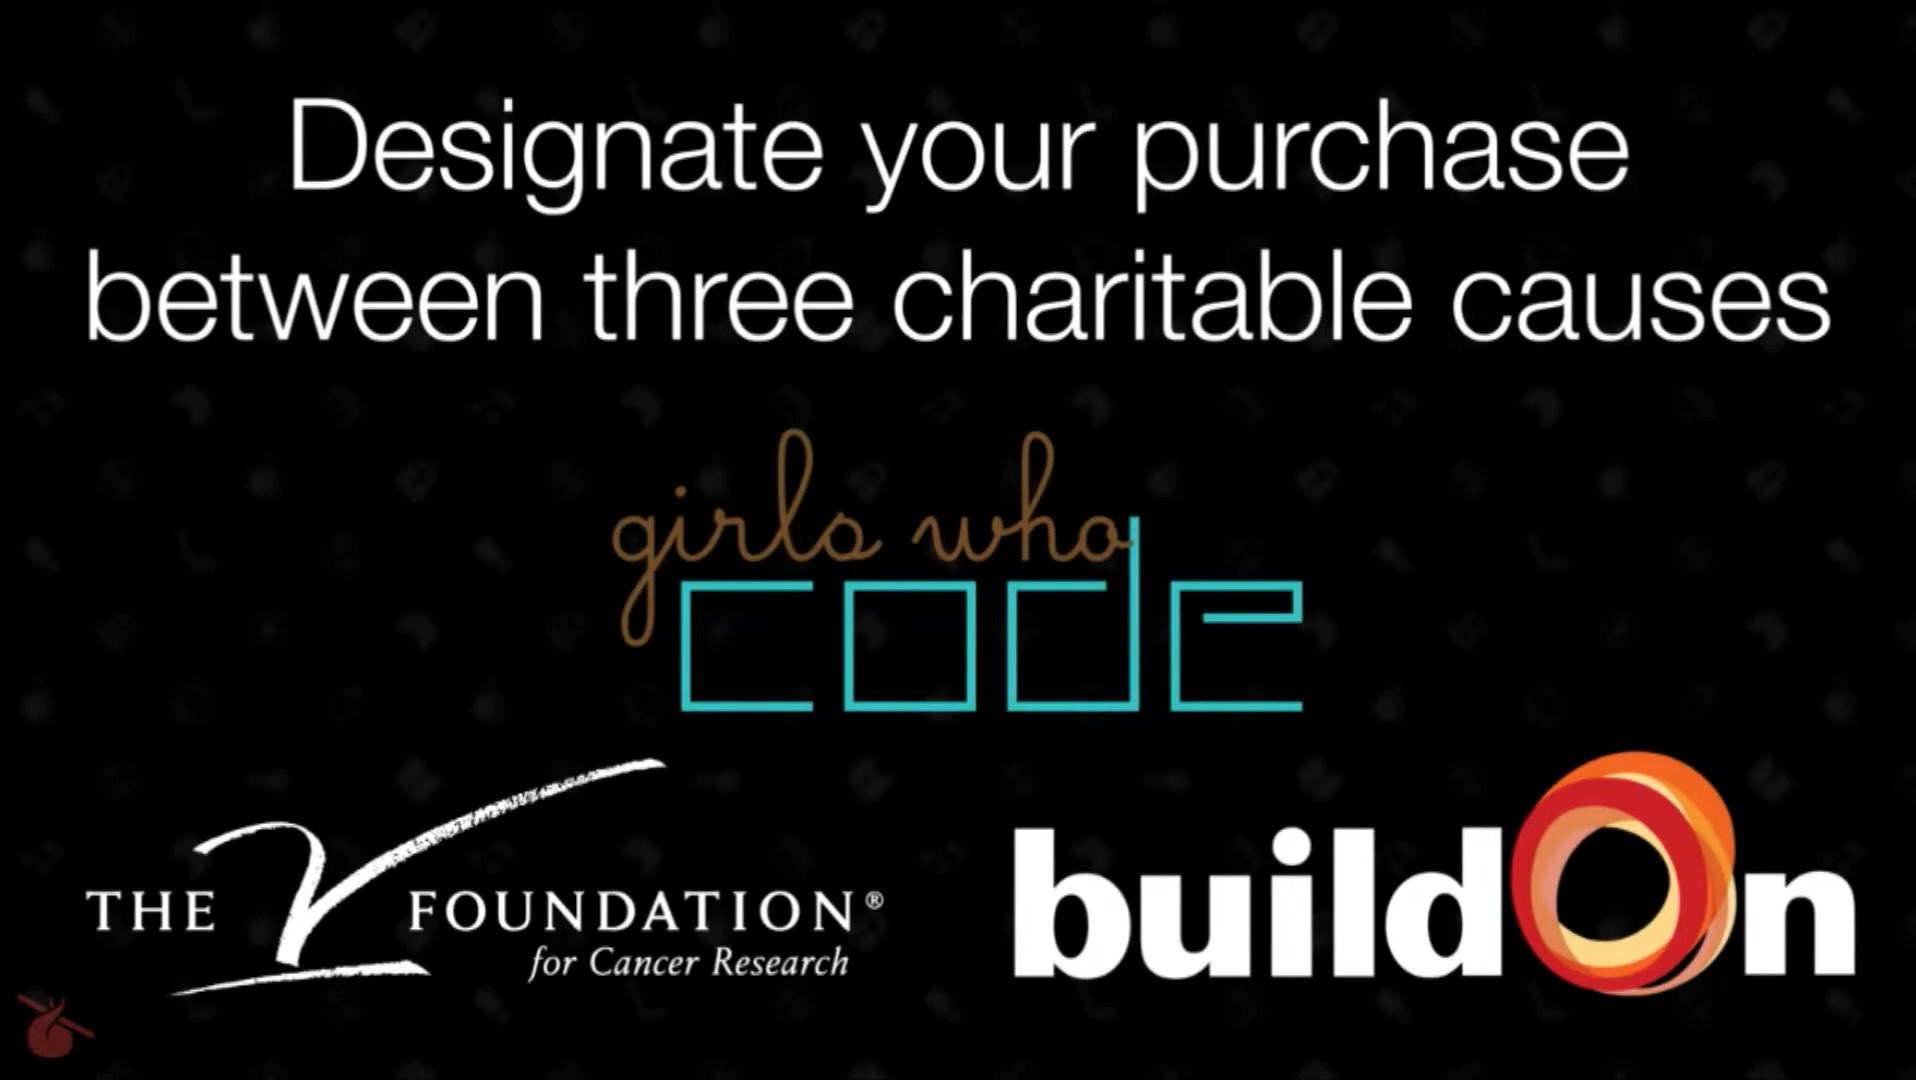 Designate your purchase
between three charitable causes
girls who
code
THE V FOUNDATION®
for Cancer Research
buildOn